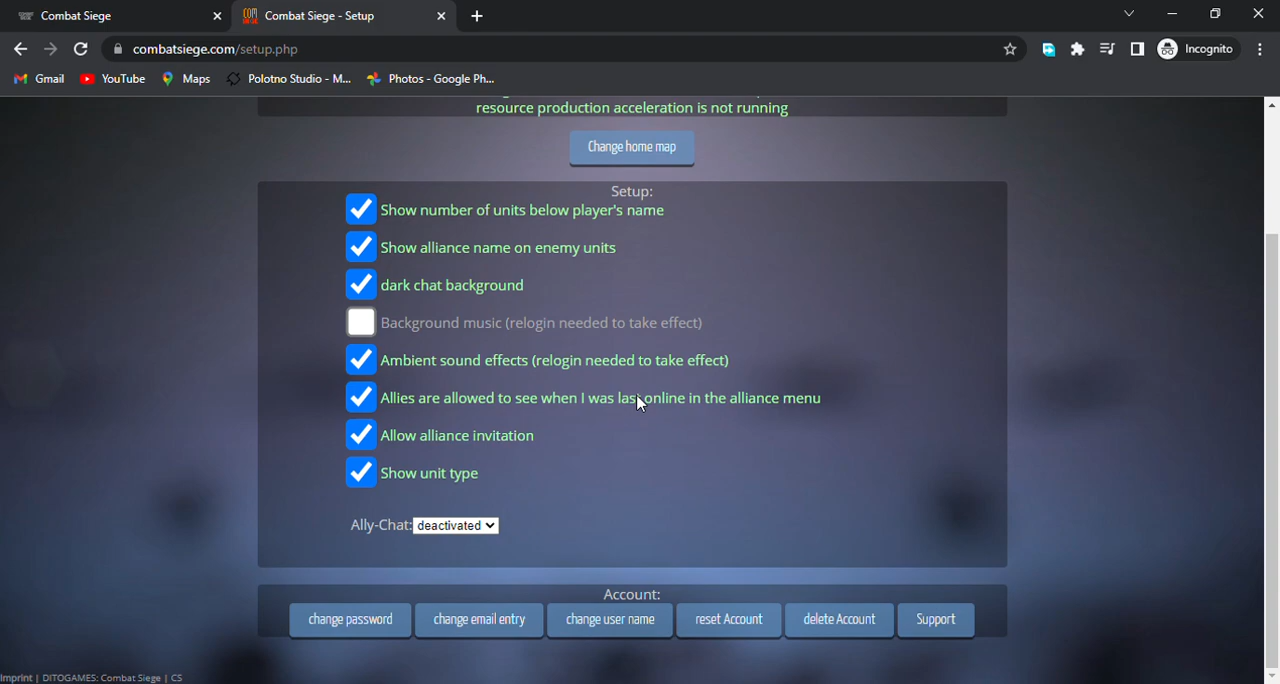 Combat Siege
Combat Siege - Setup
combatsiege.com/setup.php
Incognito
Gmail
YouTube
Maps
Polotno Studio - M...
Photos - Google Ph...
resource production acceleration is not running
Change home map
Setup:
Show number of units below player's name
Show alliance name on enemy units
dark chat background
Background music (relogin needed to take effect)
Ambient sound effects (relogin needed to take effect)
Allies are allowed to see when I was last online in the alliance menu
Allow alliance invitation
Show unit type
Ally-Chat: deactivated
Account:
change password
change email entry
change user name
reset Account
delete Account
Support
Imprint | DITOGAMES: Combat Siege | CS